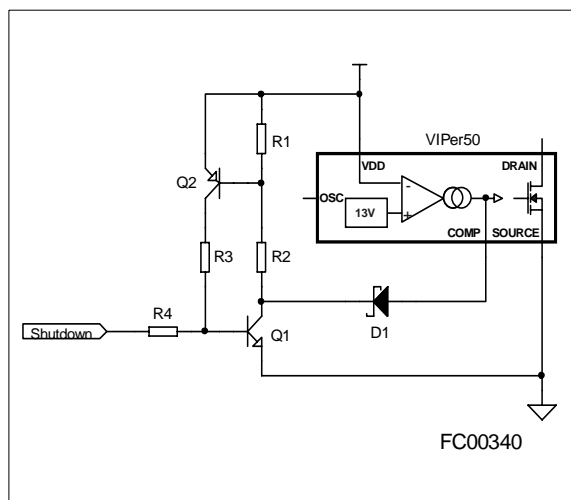 R1
VIPer50
VDD
DRAIN
Q2
-
OSC
13V
+
COMP
SOURCE
R3
R2
R4
D1
Shutdown
Q1
FC00340